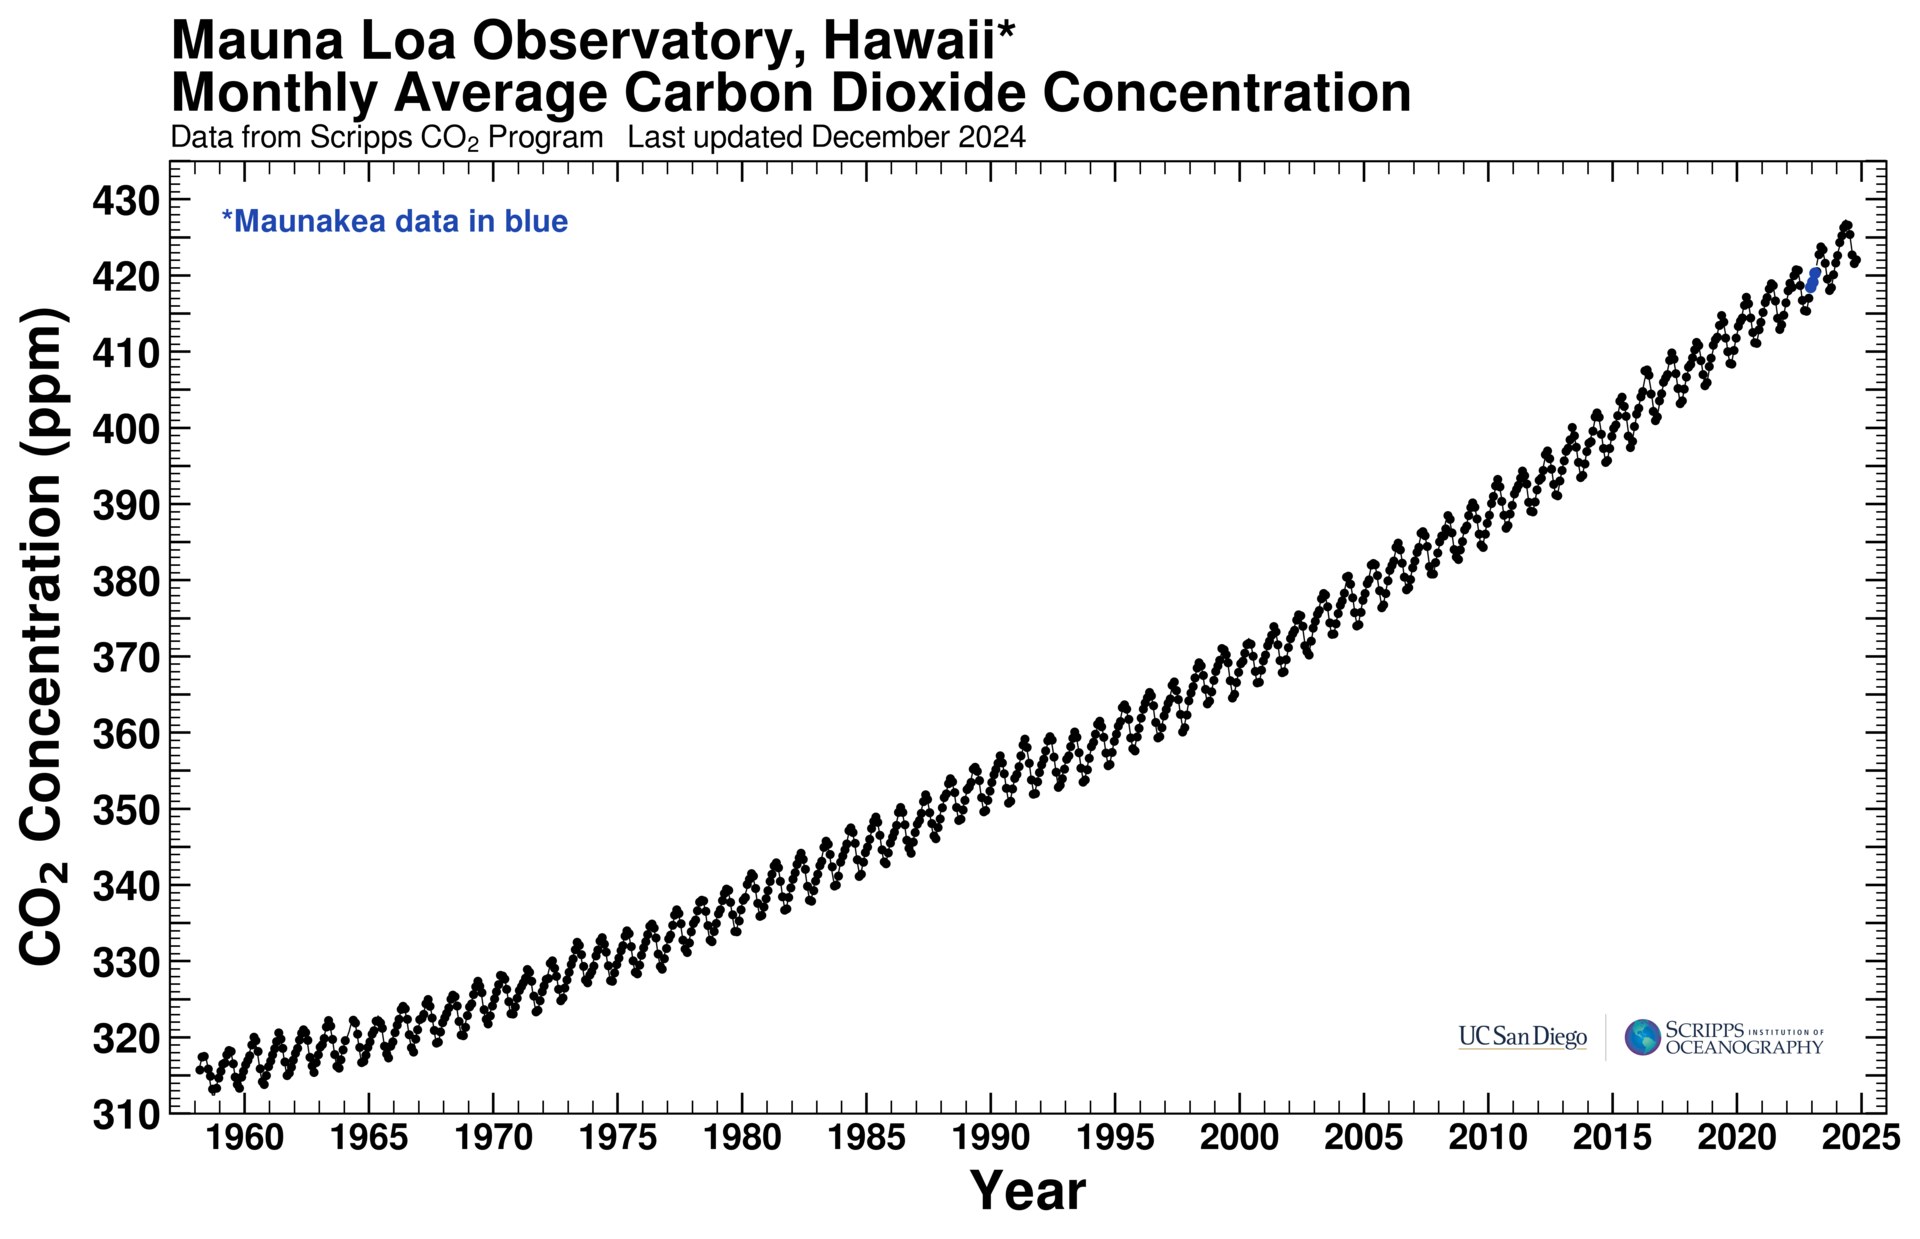 Mauna Loa Observatory, Hawaii*
Monthly Average Carbon Dioxide Concentration
Data from Scripps CO₂ Program Last updated December 2024
*Maunakea data in blue
CO₂ Concentration (ppm)
430
420
410
400
390
380
370
360
350
340
330
320
310
1960 1965 1970 1975 1980 1985 1990 1995 2000 2005 2010 2015 2020 2025
Year
UC San Diego
SCRIPPS INSTITUTION OF
OCEANOGRAPHY